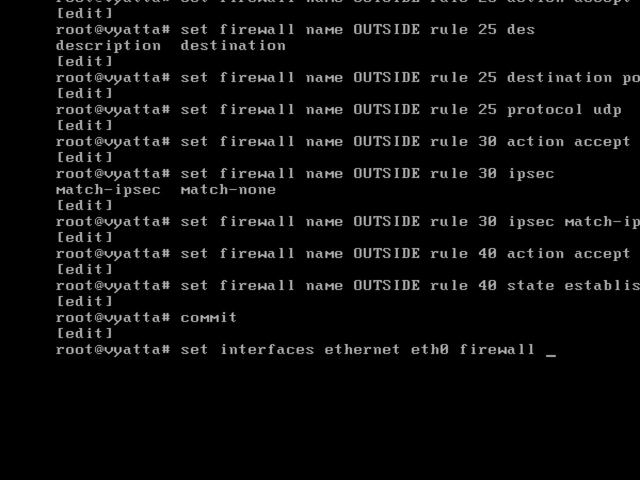 [edit]
root@vyatta# set firewall name OUTSIDE rule 25 des
description  destination
[edit]
root@vyatta# set firewall name OUTSIDE rule 25 destination po
[edit]
root@vyatta# set firewall name OUTSIDE rule 25 protocol udp
[edit]
root@vyatta# set firewall name OUTSIDE rule 30 action accept
[edit]
root@vyatta# set firewall name OUTSIDE rule 30 ipsec
match-ipsec  match-none
[edit]
root@vyatta# set firewall name OUTSIDE rule 30 ipsec match-ip
[edit]
root@vyatta# set firewall name OUTSIDE rule 40 action accept
[edit]
root@vyatta# set firewall name OUTSIDE rule 40 state establis
[edit]
root@vyatta# commit
[edit]
root@vyatta# set interfaces ethernet eth0 firewall _